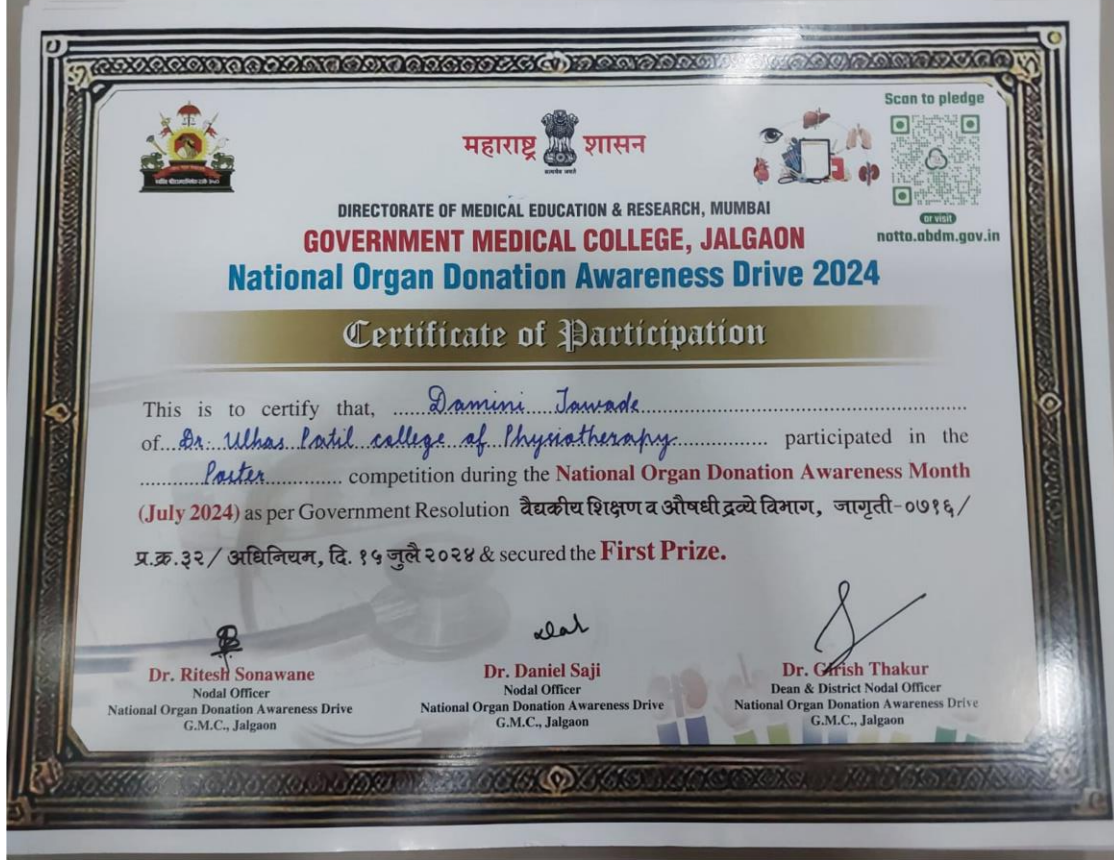 Scan to pledge
महाराष्ट्र शासन
सत्यमेव जयते
or visit
notto.abdm.gov.in
DIRECTORATE OF MEDICAL EDUCATION & RESEARCH, MUMBAI
GOVERNMENT MEDICAL COLLEGE, JALGAON
National Organ Donation Awareness Drive 2024
Certificate of Participation
This is to certify that, ......Damini Tawade......
of...Dr. Ulhas Patil college of Physiotherapy............... participated in the
...........Poster............... competition during the National Organ Donation Awareness Month
(July 2024) as per Government Resolution वैद्यकीय शिक्षण व औषधी द्रव्ये विभाग, जागृती-०७१६/
प्र.क्र.३२/ अधिनियम, दि. १५ जुलै २०२४ & secured the First Prize.
Dr. Ritesh Sonawane
Nodal Officer
National Organ Donation Awareness Drive
G.M.C., Jalgaon
Dr. Daniel Saji
Nodal Officer
National Organ Donation Awareness Drive
G.M.C., Jalgaon
Dr. Girish Thakur
Dean & District Nodal Officer
National Organ Donation Awareness Drive
G.M.C., Jalgaon